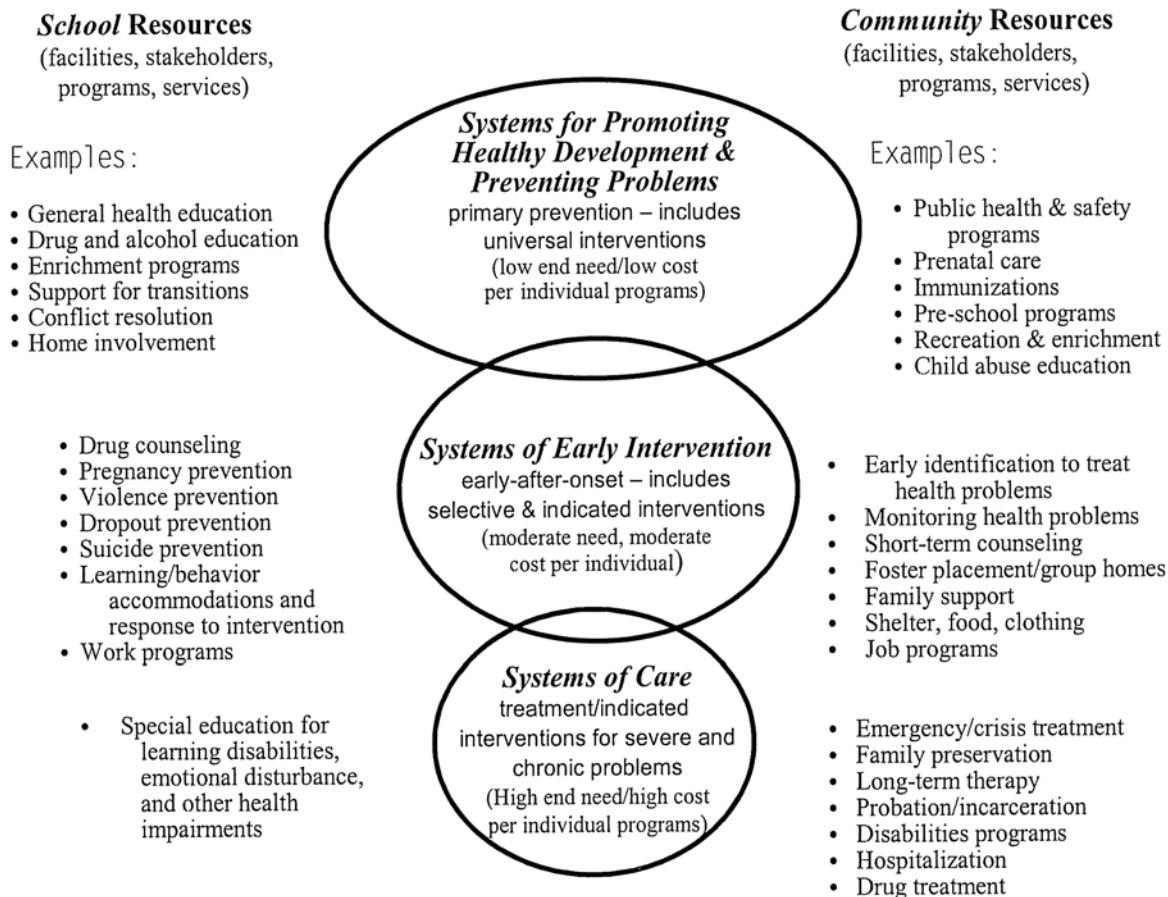 School Resources
(facilities, stakeholders,
programs, services)
Examples:
• General health education
• Drug and alcohol education
• Enrichment programs
• Support for transitions
• Conflict resolution
• Home involvement
• Drug counseling
• Pregnancy prevention
• Violence prevention
• Dropout prevention
• Suicide prevention
• Learning/behavior
accommodations and
response to intervention
• Work programs
• Special education for
learning disabilities,
emotional disturbance,
and other health
impairments
Systems for Promoting
Healthy Development &
Preventing Problems
primary prevention – includes
universal interventions
(low end need/low cost
per individual programs)
Systems of Early Intervention
early-after-onset – includes
selective & indicated interventions
(moderate need, moderate
cost per individual)
Systems of Care
treatment/indicated
interventions for severe and
chronic problems
(High end need/high cost
per individual programs)
Community Resources
(facilities, stakeholders,
programs, services)
Examples:
• Public health & safety
programs
• Prenatal care
• Immunizations
• Pre-school programs
• Recreation & enrichment
• Child abuse education
• Early identification to treat
health problems
• Monitoring health problems
• Short-term counseling
• Foster placement/group homes
• Family support
• Shelter, food, clothing
• Job programs
• Emergency/crisis treatment
• Family preservation
• Long-term therapy
• Probation/incarceration
• Disabilities programs
• Hospitalization
• Drug treatment